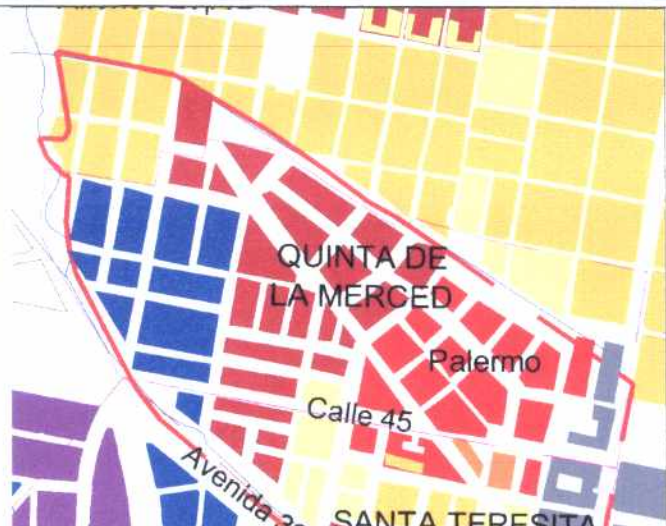 QUINTA DE
LA MERCED
Palermo
Calle 45
Avenida
SANTA TERESITA